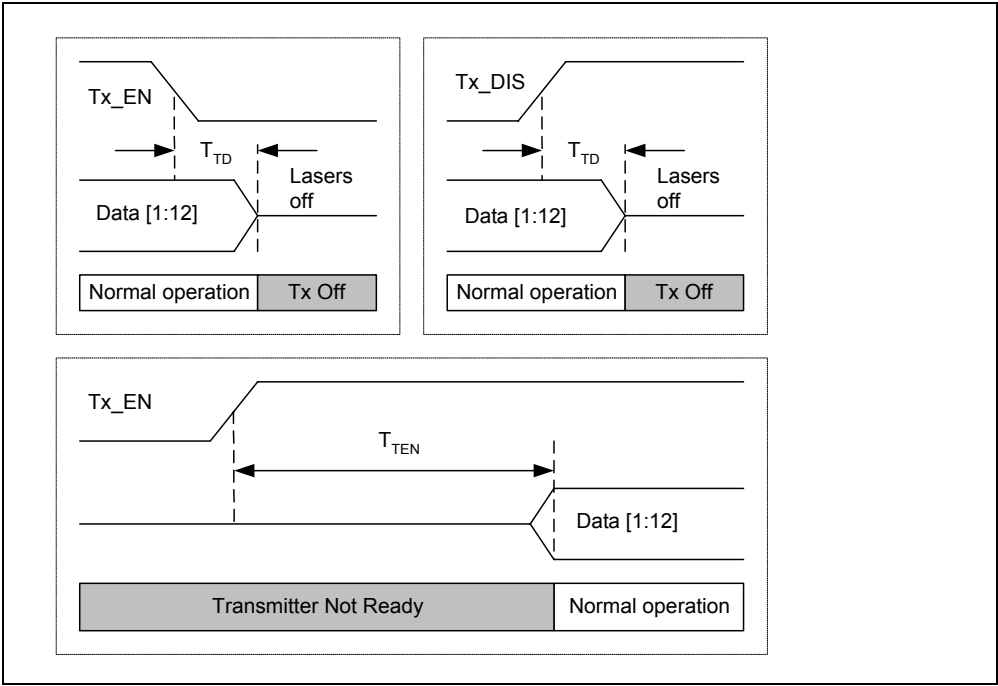 Tx_EN
T_TD
Lasers
off
Data [1:12]
Normal operation
Tx Off
Tx_DIS
T_TD
Lasers
off
Data [1:12]
Normal operation
Tx Off
Tx_EN
T_TEN
Data [1:12]
Transmitter Not Ready
Normal operation